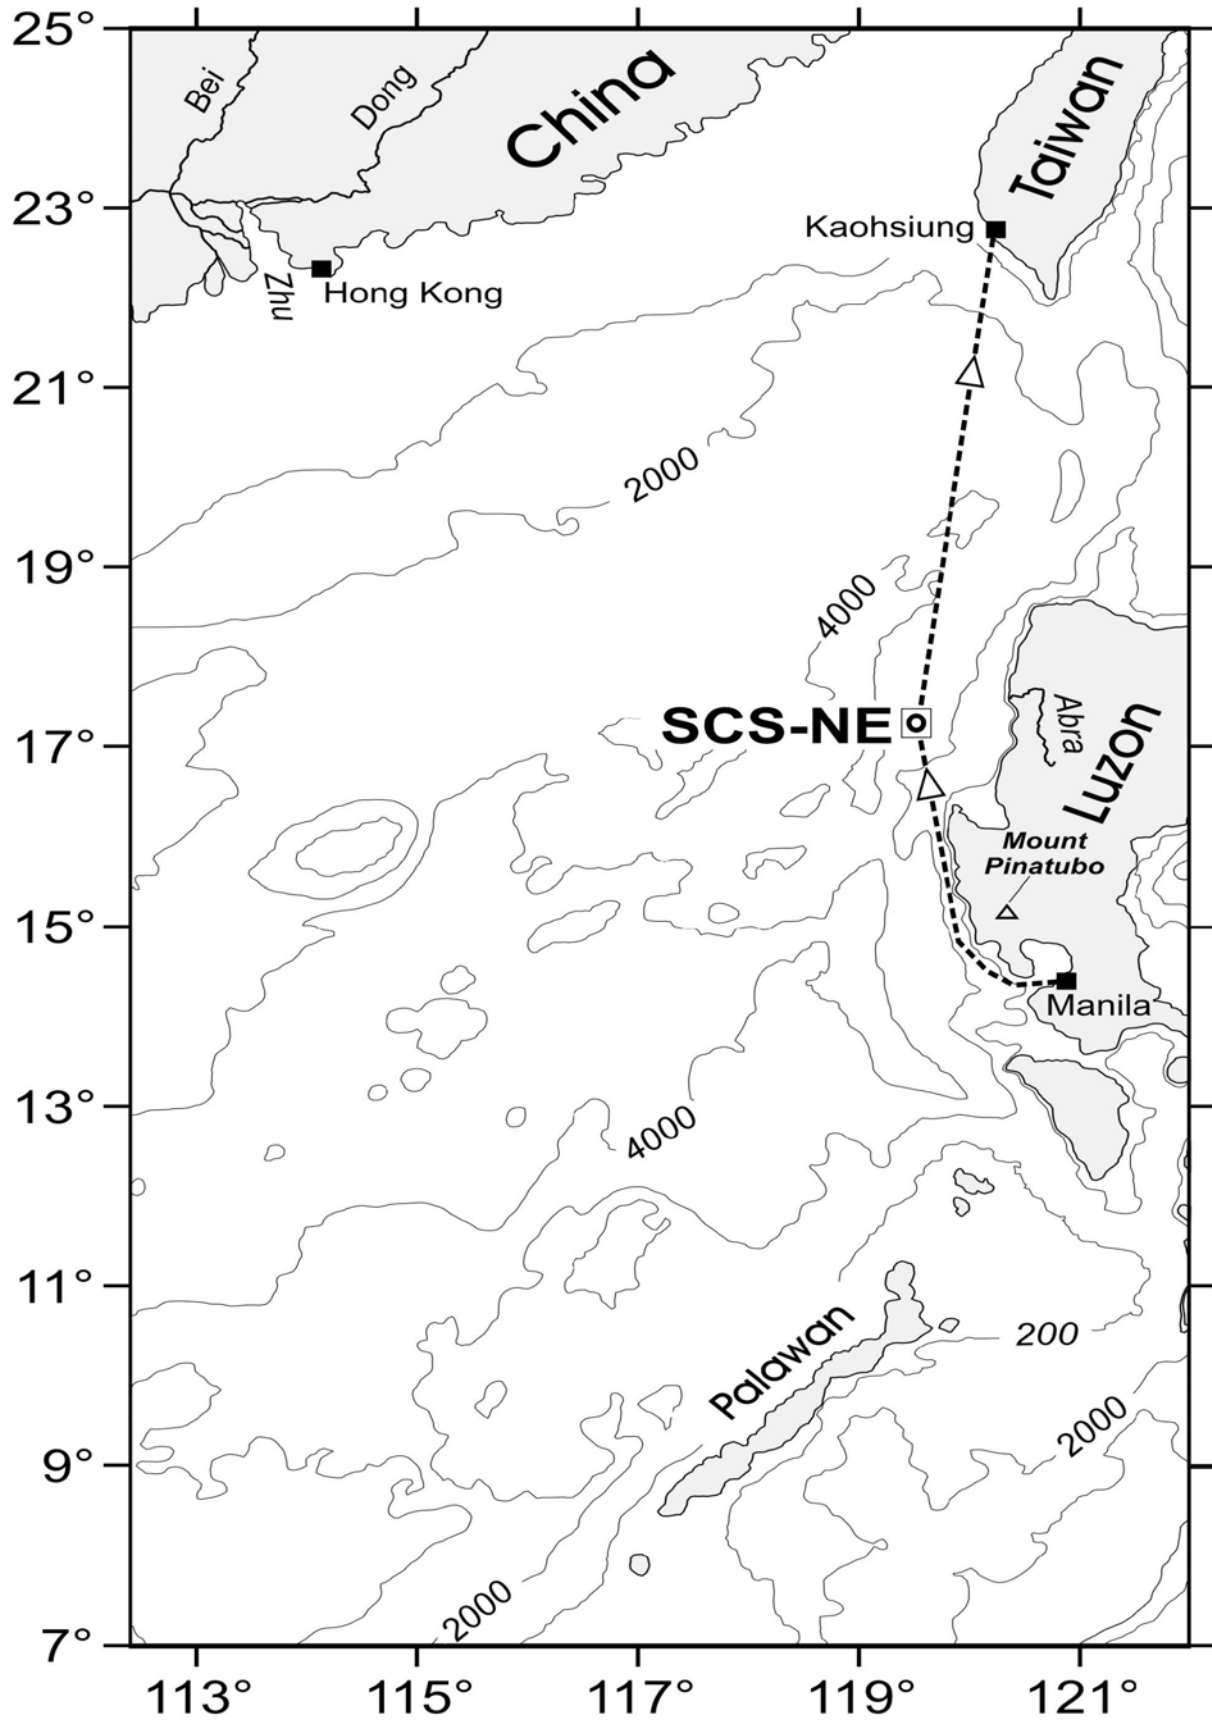 25°
23°
21°
19°
17°
15°
13°
11°
9°
7°
Bei
Dong
China
Taiwan
Kaohsiung
Zhu
Hong Kong
2000
4000
SCS-NE
Abra
Luzon
Mount
Pinatubo
Manila
4000
Palawan
200
2000
2000
113°
115°
117°
119°
121°